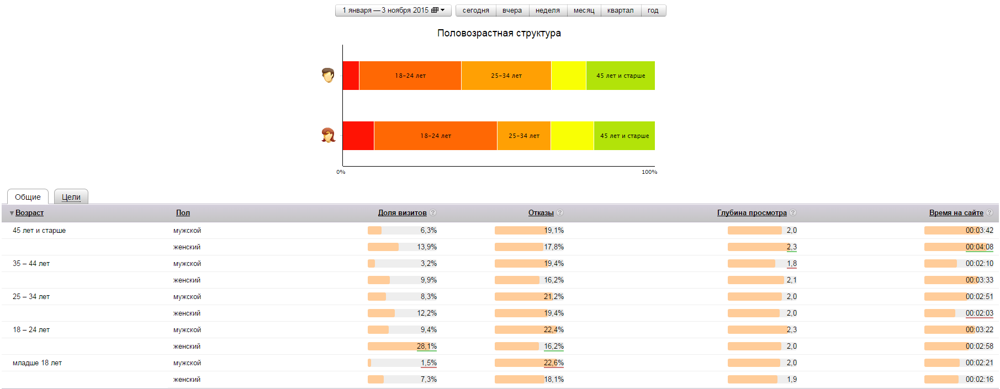 1 января — 3 ноября 2015 сегодня вчера неделя месяц квартал год
Половозрастная структура
18-24 лет 25-34 лет 45 лет и старше
18-24 лет 25-34 лет 45 лет и старше
0% 100%
Общие Цели
Возраст Пол Доля визитов ? Отказы ? Глубина просмотра ? Время на сайте ?
45 лет и старше мужской 6,3% 19,1% 2,0 00:03:42
женский 13,9% 17,8% 2,3 00:04:08
35 – 44 лет мужской 3,2% 19,4% 1,8 00:02:10
женский 9,9% 16,2% 2,1 00:03:33
25 – 34 лет мужской 8,3% 21,2% 2,0 00:02:51
женский 12,2% 19,4% 2,0 00:02:03
18 – 24 лет мужской 9,4% 22,4% 2,3 00:03:22
женский 28,1% 16,2% 2,0 00:02:58
младше 18 лет мужской 1,5% 22,6% 2,0 00:02:21
женский 7,3% 18,1% 1,9 00:02:16